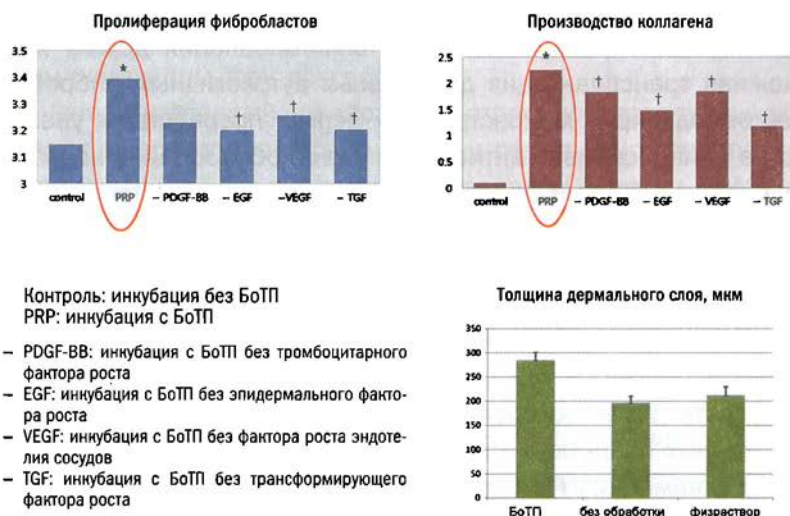 Пролиферация фибробластов
3.5
3.4
3.3
3.2
3.1
3
*
†
†
†
control PRP – PDGF-BB – EGF –VEGF – TGF
Производство коллагена
2.5
2
1.5
1
0.5
0
*
†
†
†
†
control PRP – PDGF-BB – EGF – VEGF – TGF
Контроль: инкубация без БоТП
PRP: инкубация с БоТП
– PDGF-BB: инкубация с БоТП без тромбоцитарного
фактора роста
– EGF: инкубация с БоТП без эпидермального факто-
ра роста
– VEGF: инкубация с БоТП без фактора роста эндоте-
лия сосудов
– TGF: инкубация с БоТП без трансформирующего
фактора роста
Толщина дермального слоя, мкм
350
300
250
200
150
100
50
0
БоТП без обработки физраствор